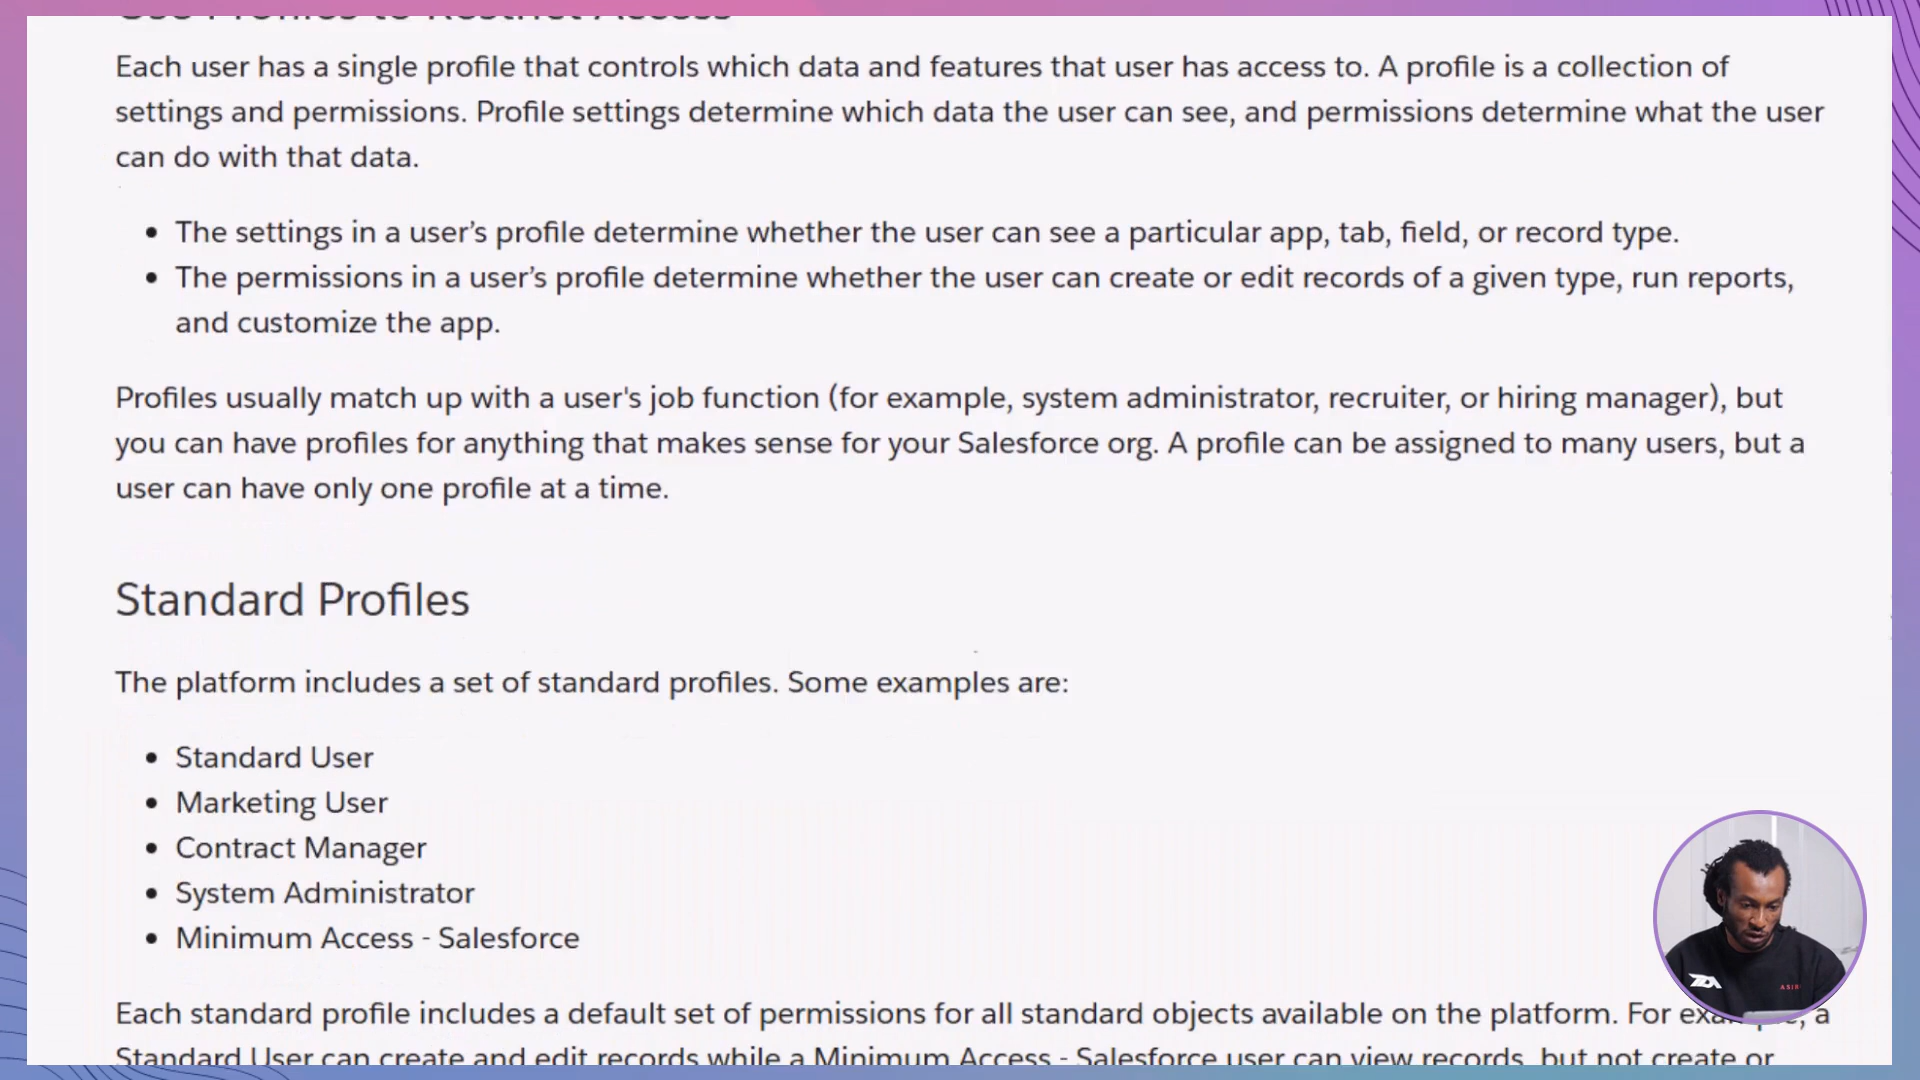 Use Profiles to Restrict Access
Each user has a single profile that controls which data and features that user has access to. A profile is a collection of
settings and permissions. Profile settings determine which data the user can see, and permissions determine what the user
can do with that data.
• The settings in a user’s profile determine whether the user can see a particular app, tab, field, or record type.
• The permissions in a user’s profile determine whether the user can create or edit records of a given type, run reports,
and customize the app.
Profiles usually match up with a user's job function (for example, system administrator, recruiter, or hiring manager), but
you can have profiles for anything that makes sense for your Salesforce org. A profile can be assigned to many users, but a
user can have only one profile at a time.
Standard Profiles
The platform includes a set of standard profiles. Some examples are:
• Standard User
• Marketing User
• Contract Manager
• System Administrator
• Minimum Access - Salesforce
Each standard profile includes a default set of permissions for all standard objects available on the platform. For example, a
Standard User can create and edit records while a Minimum Access - Salesforce user can view records, but not create or